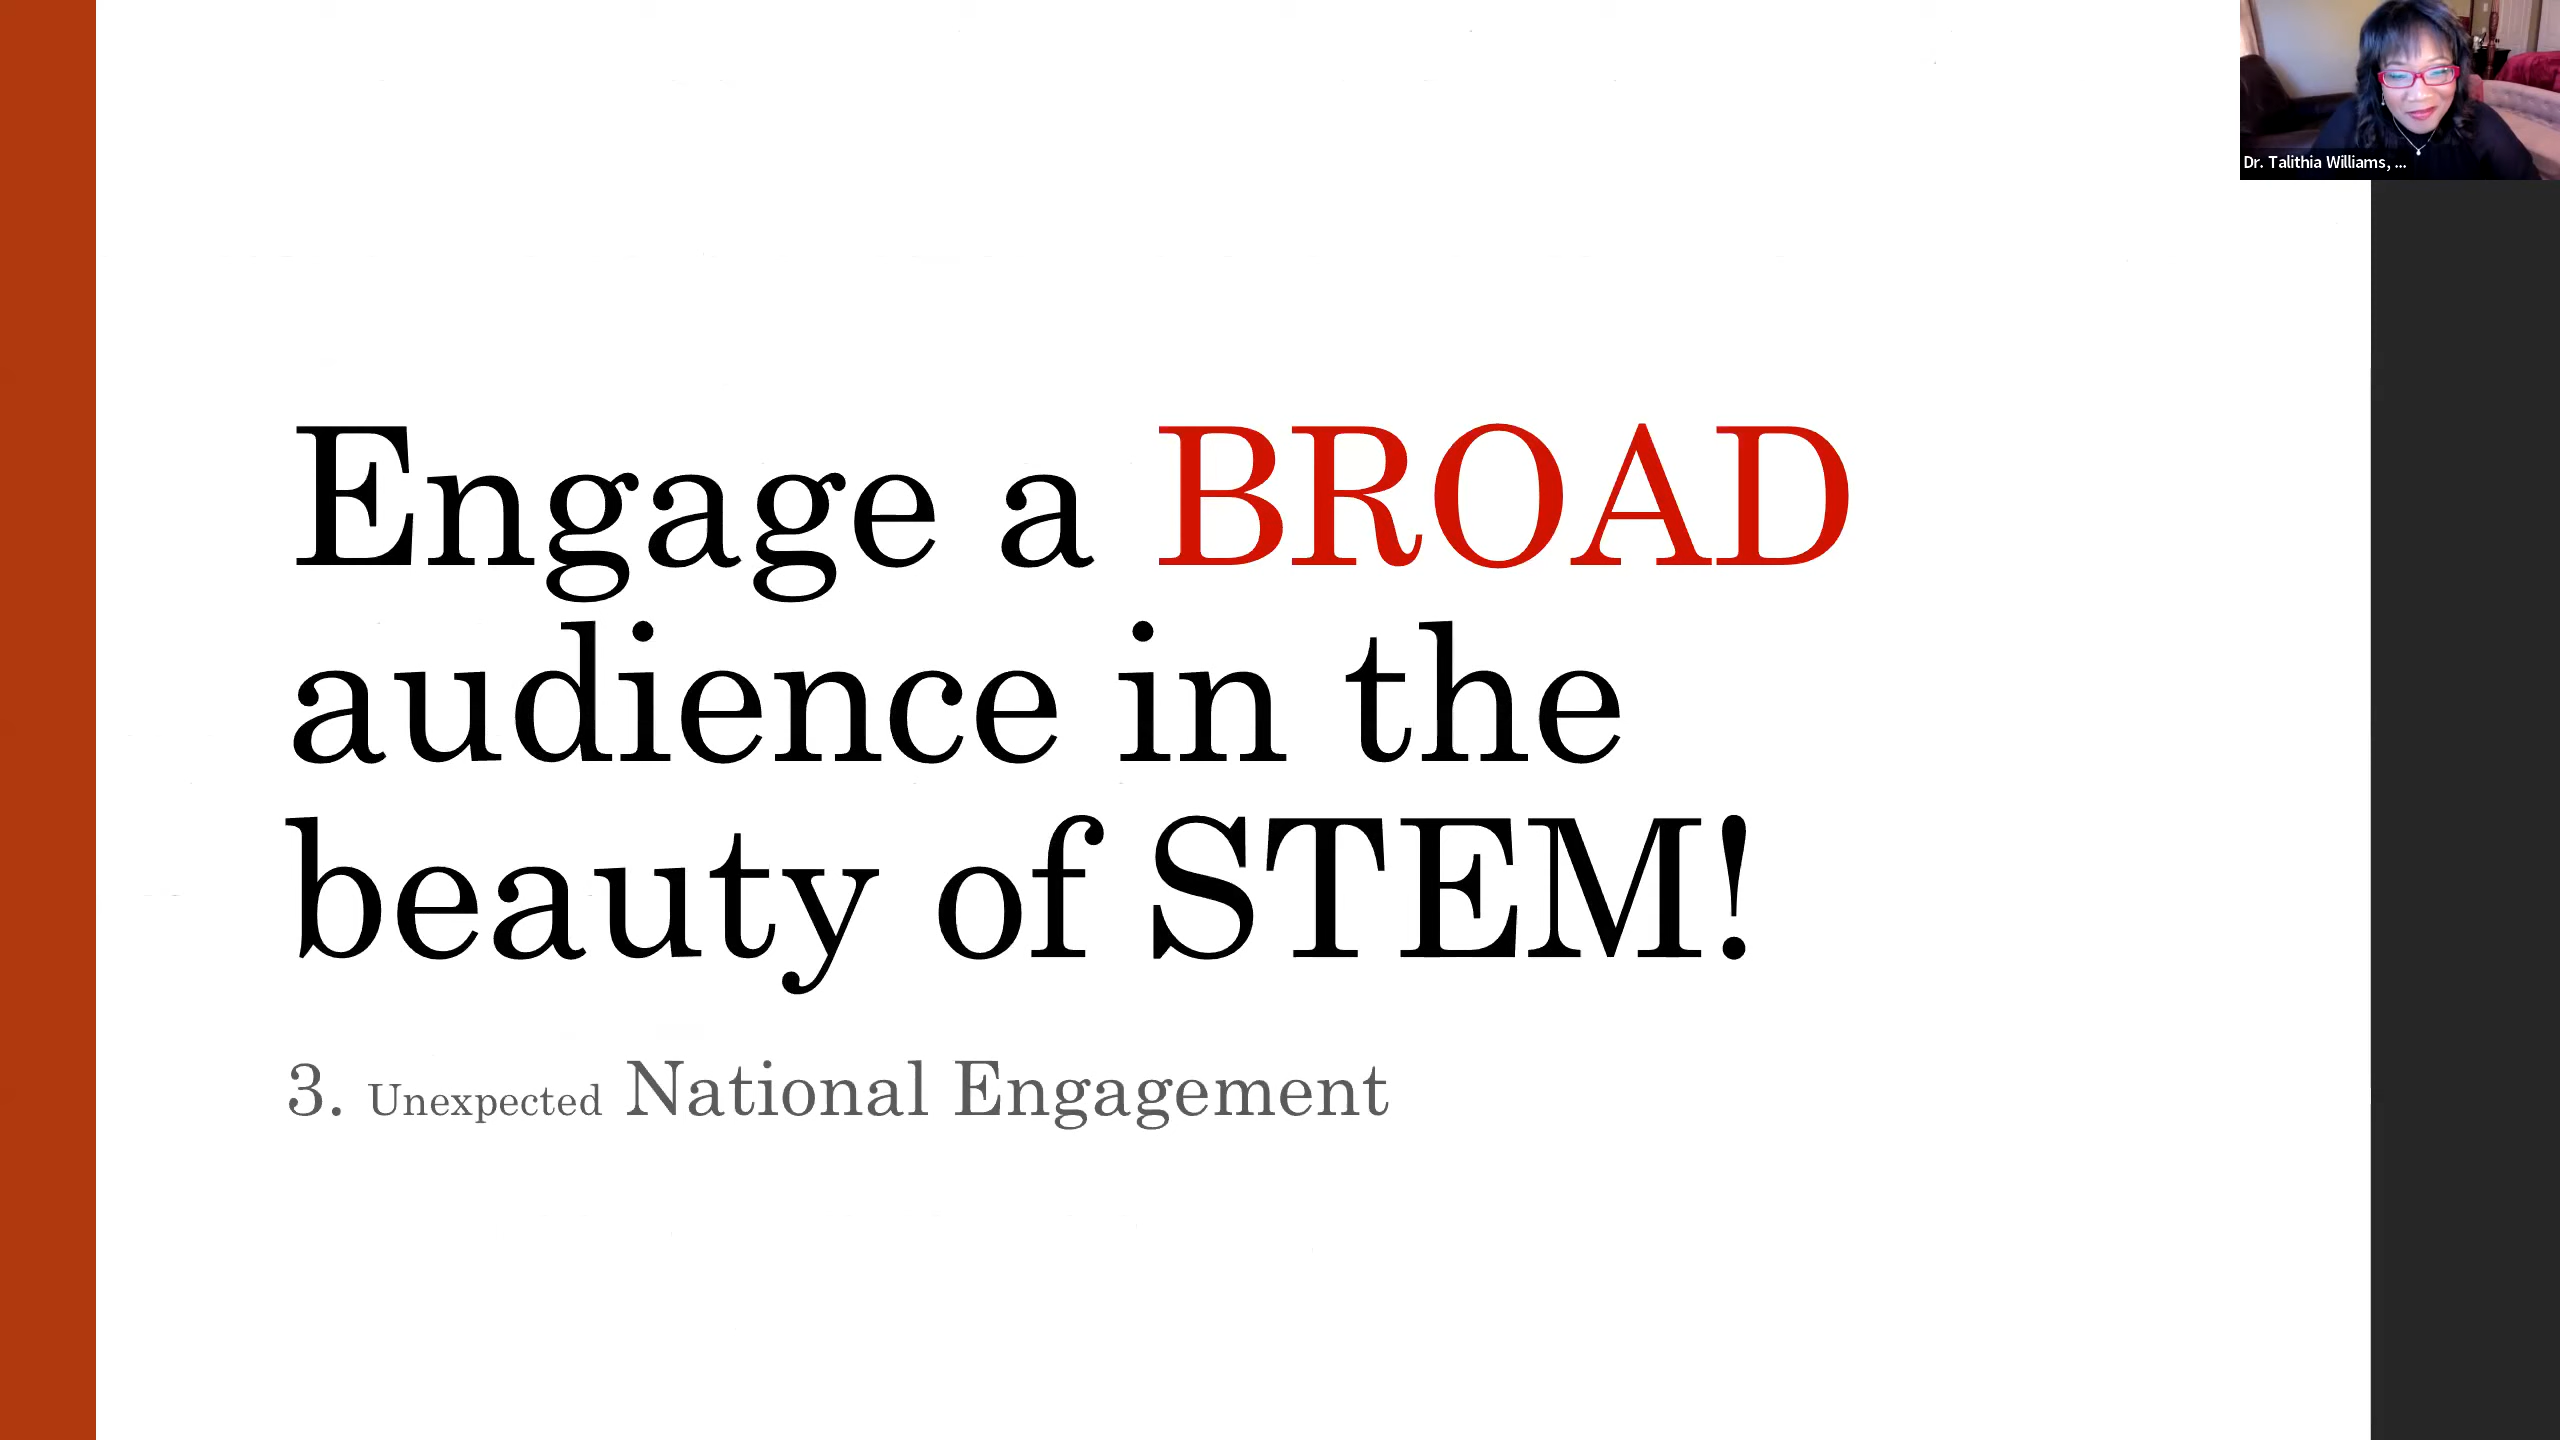 Dr. Talithia Williams, ...
Engage a BROAD
audience in the
beauty of STEM!
3. Unexpected National Engagement